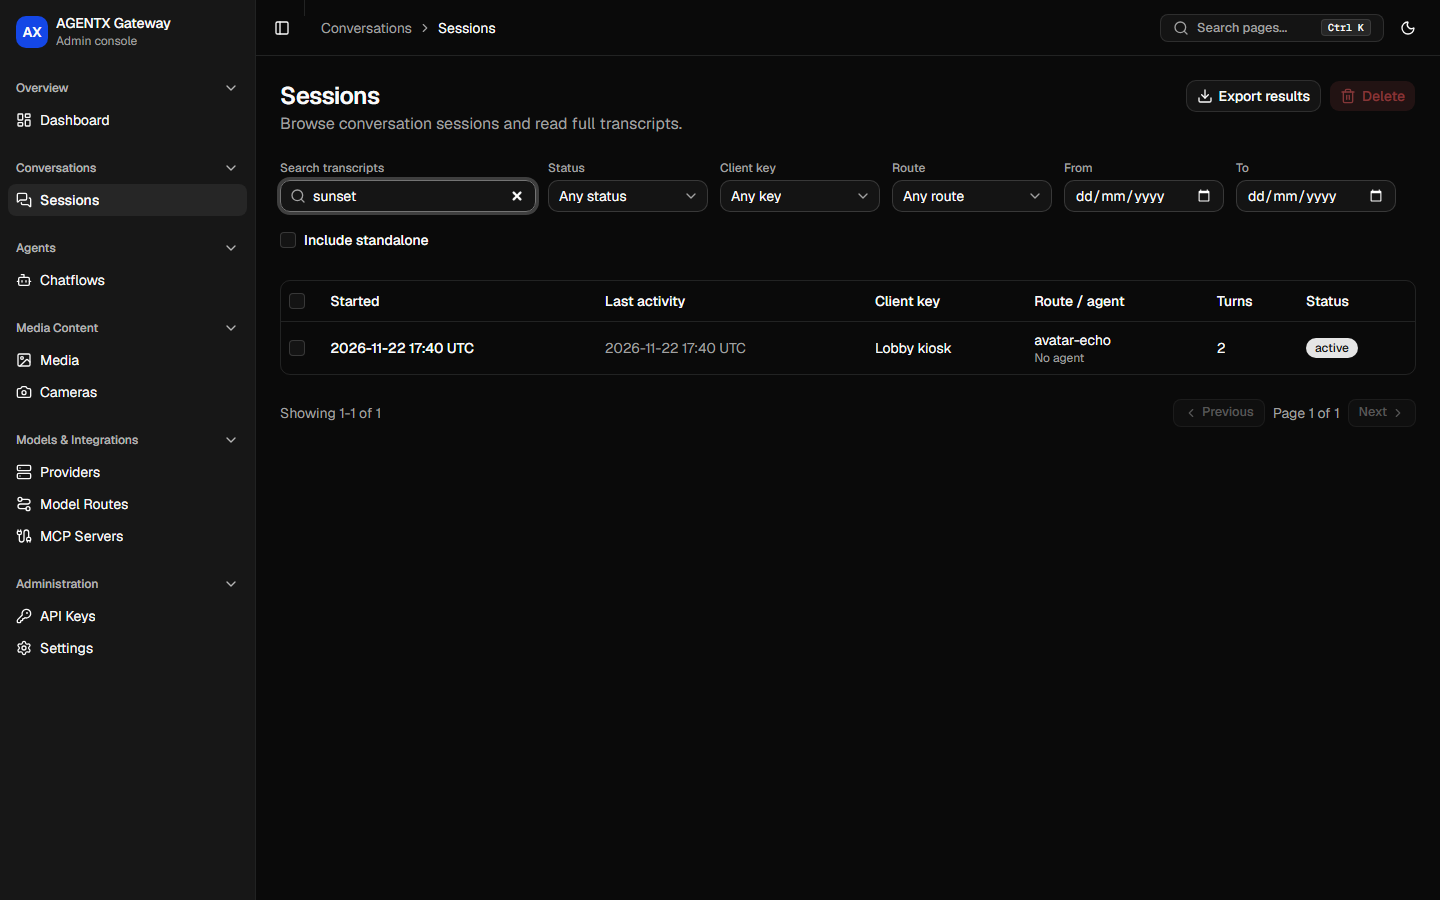 AX
AGENTX Gateway
Admin console
Overview
Dashboard
Conversations
Sessions
Agents
Chatflows
Media Content
Media
Cameras
Models & Integrations
Providers
Model Routes
MCP Servers
Administration
API Keys
Settings
Conversations > Sessions
Search pages... Ctrl K
Sessions
Export results
Delete
Browse conversation sessions and read full transcripts.
Search transcripts Status Client key Route From To
sunset Any status Any key Any route dd/mm/yyyy dd/mm/yyyy
Include standalone
Started Last activity Client key Route / agent Turns Status
2026-11-22 17:40 UTC 2026-11-22 17:40 UTC Lobby kiosk avatar-echo 2 active
No agent
Showing 1-1 of 1
Previous Page 1 of 1 Next